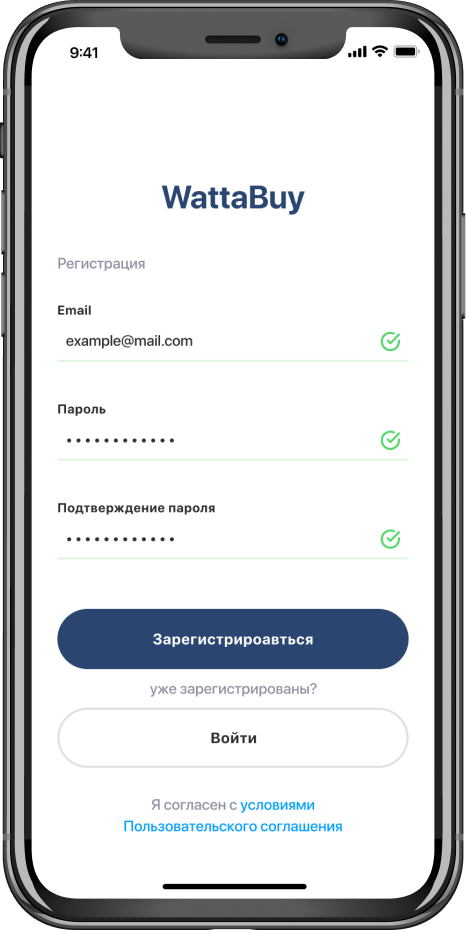 9:41
WattaBuy
Регистрация
Email
example@mail.com
Пароль
••••••••••••
Подтверждение пароля
••••••••••••
Зарегистрироавться
уже зарегистрированы?
Войти
Я согласен с условиями
Пользовательского соглашения